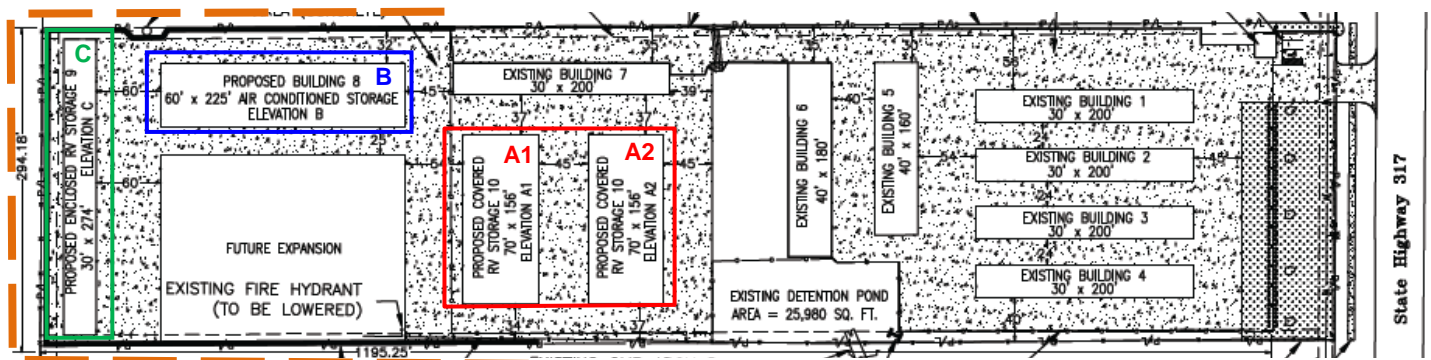 C
PROPOSED ENCLOSED RV STORAGE 9
30' x 274' ELEVATION C
294.18'
60'
60'
32'
B
PROPOSED BUILDING 8
60' x 225' AIR CONDITIONED STORAGE
ELEVATION B
25'
45'
FUTURE EXPANSION
EXISTING FIRE HYDRANT
(TO BE LOWERED)
1195.25'
EXISTING BUILDING 7
30' x 200'
35'
39'
37'
37'
A1
PROPOSED COVERED
RV STORAGE 10
70' x 156'
ELEVATION A1
45'
A2
PROPOSED COVERED
RV STORAGE 10
70' x 156'
ELEVATION A2
45'
34'
37'
EXISTING BUILDING 6
40' x 180'
40'
EXISTING BUILDING 5
40' x 160'
54'
EXISTING DETENTION POND
AREA = 25,980 SQ. FT.
EXISTING BUILDING 1
30' x 200'
24'
EXISTING BUILDING 2
30' x 200'
24'
EXISTING BUILDING 3
30' x 200'
24'
EXISTING BUILDING 4
30' x 200'
State Highway 317